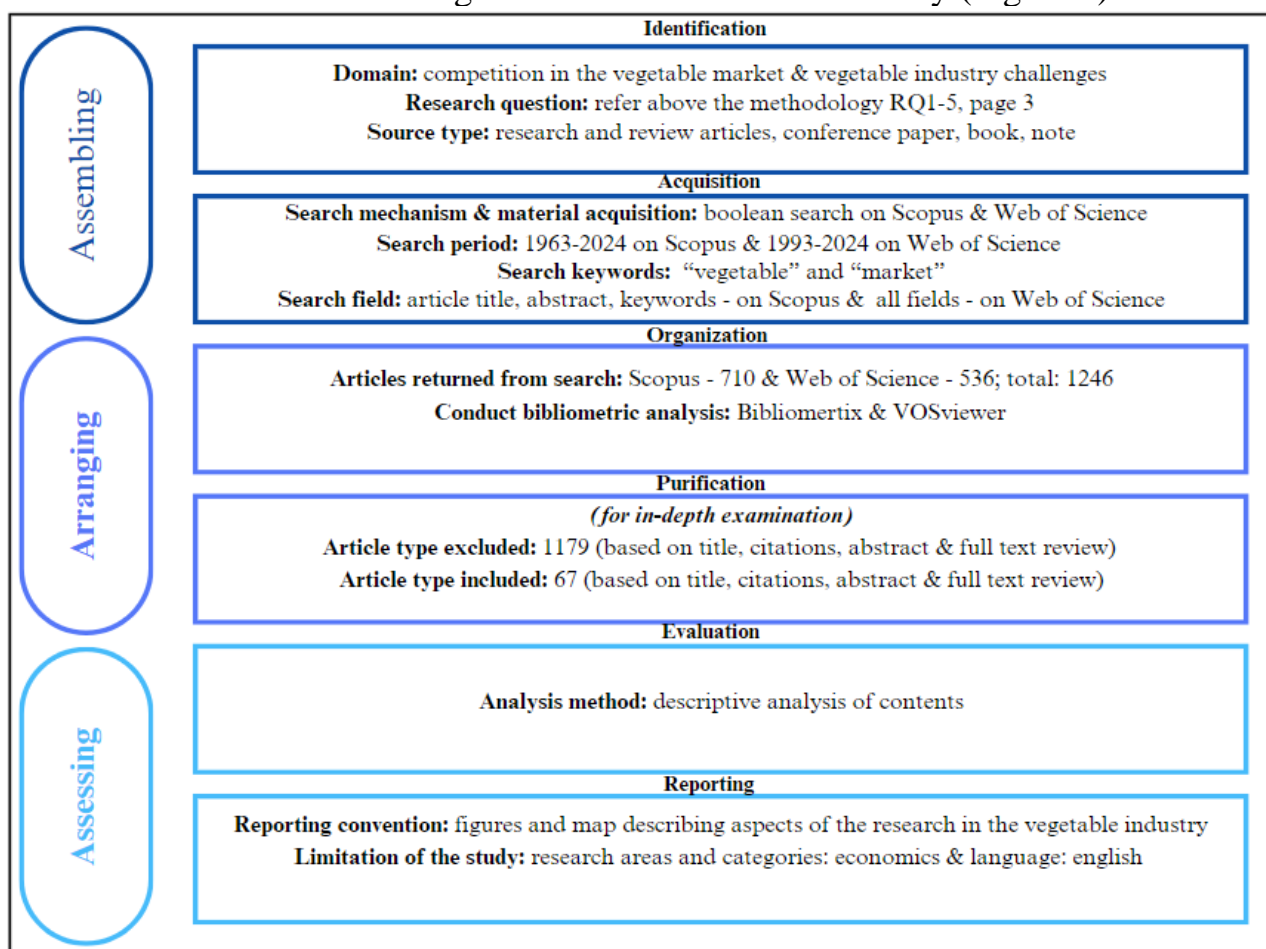 Identification
Assembling
Domain: competition in the vegetable market & vegetable industry challenges
Research question: refer above the methodology RQ1-5, page 3
Source type: research and review articles, conference paper, book, note
Acquisition
Search mechanism & material acquisition: boolean search on Scopus & Web of Science
Search period: 1963-2024 on Scopus & 1993-2024 on Web of Science
Search keywords: “vegetable” and “market”
Search field: article title, abstract, keywords - on Scopus & all fields - on Web of Science
Organization
Arranging
Articles returned from search: Scopus - 710 & Web of Science - 536; total: 1246
Conduct bibliometric analysis: Bibliomertix & VOSviewer
Purification
(for in-depth examination)
Article type excluded: 1179 (based on title, citations, abstract & full text review)
Article type included: 67 (based on title, citations, abstract & full text review)
Evaluation
Assessing
Analysis method: descriptive analysis of contents
Reporting
Reporting convention: figures and map describing aspects of the research in the vegetable industry
Limitation of the study: research areas and categories: economics & language: english